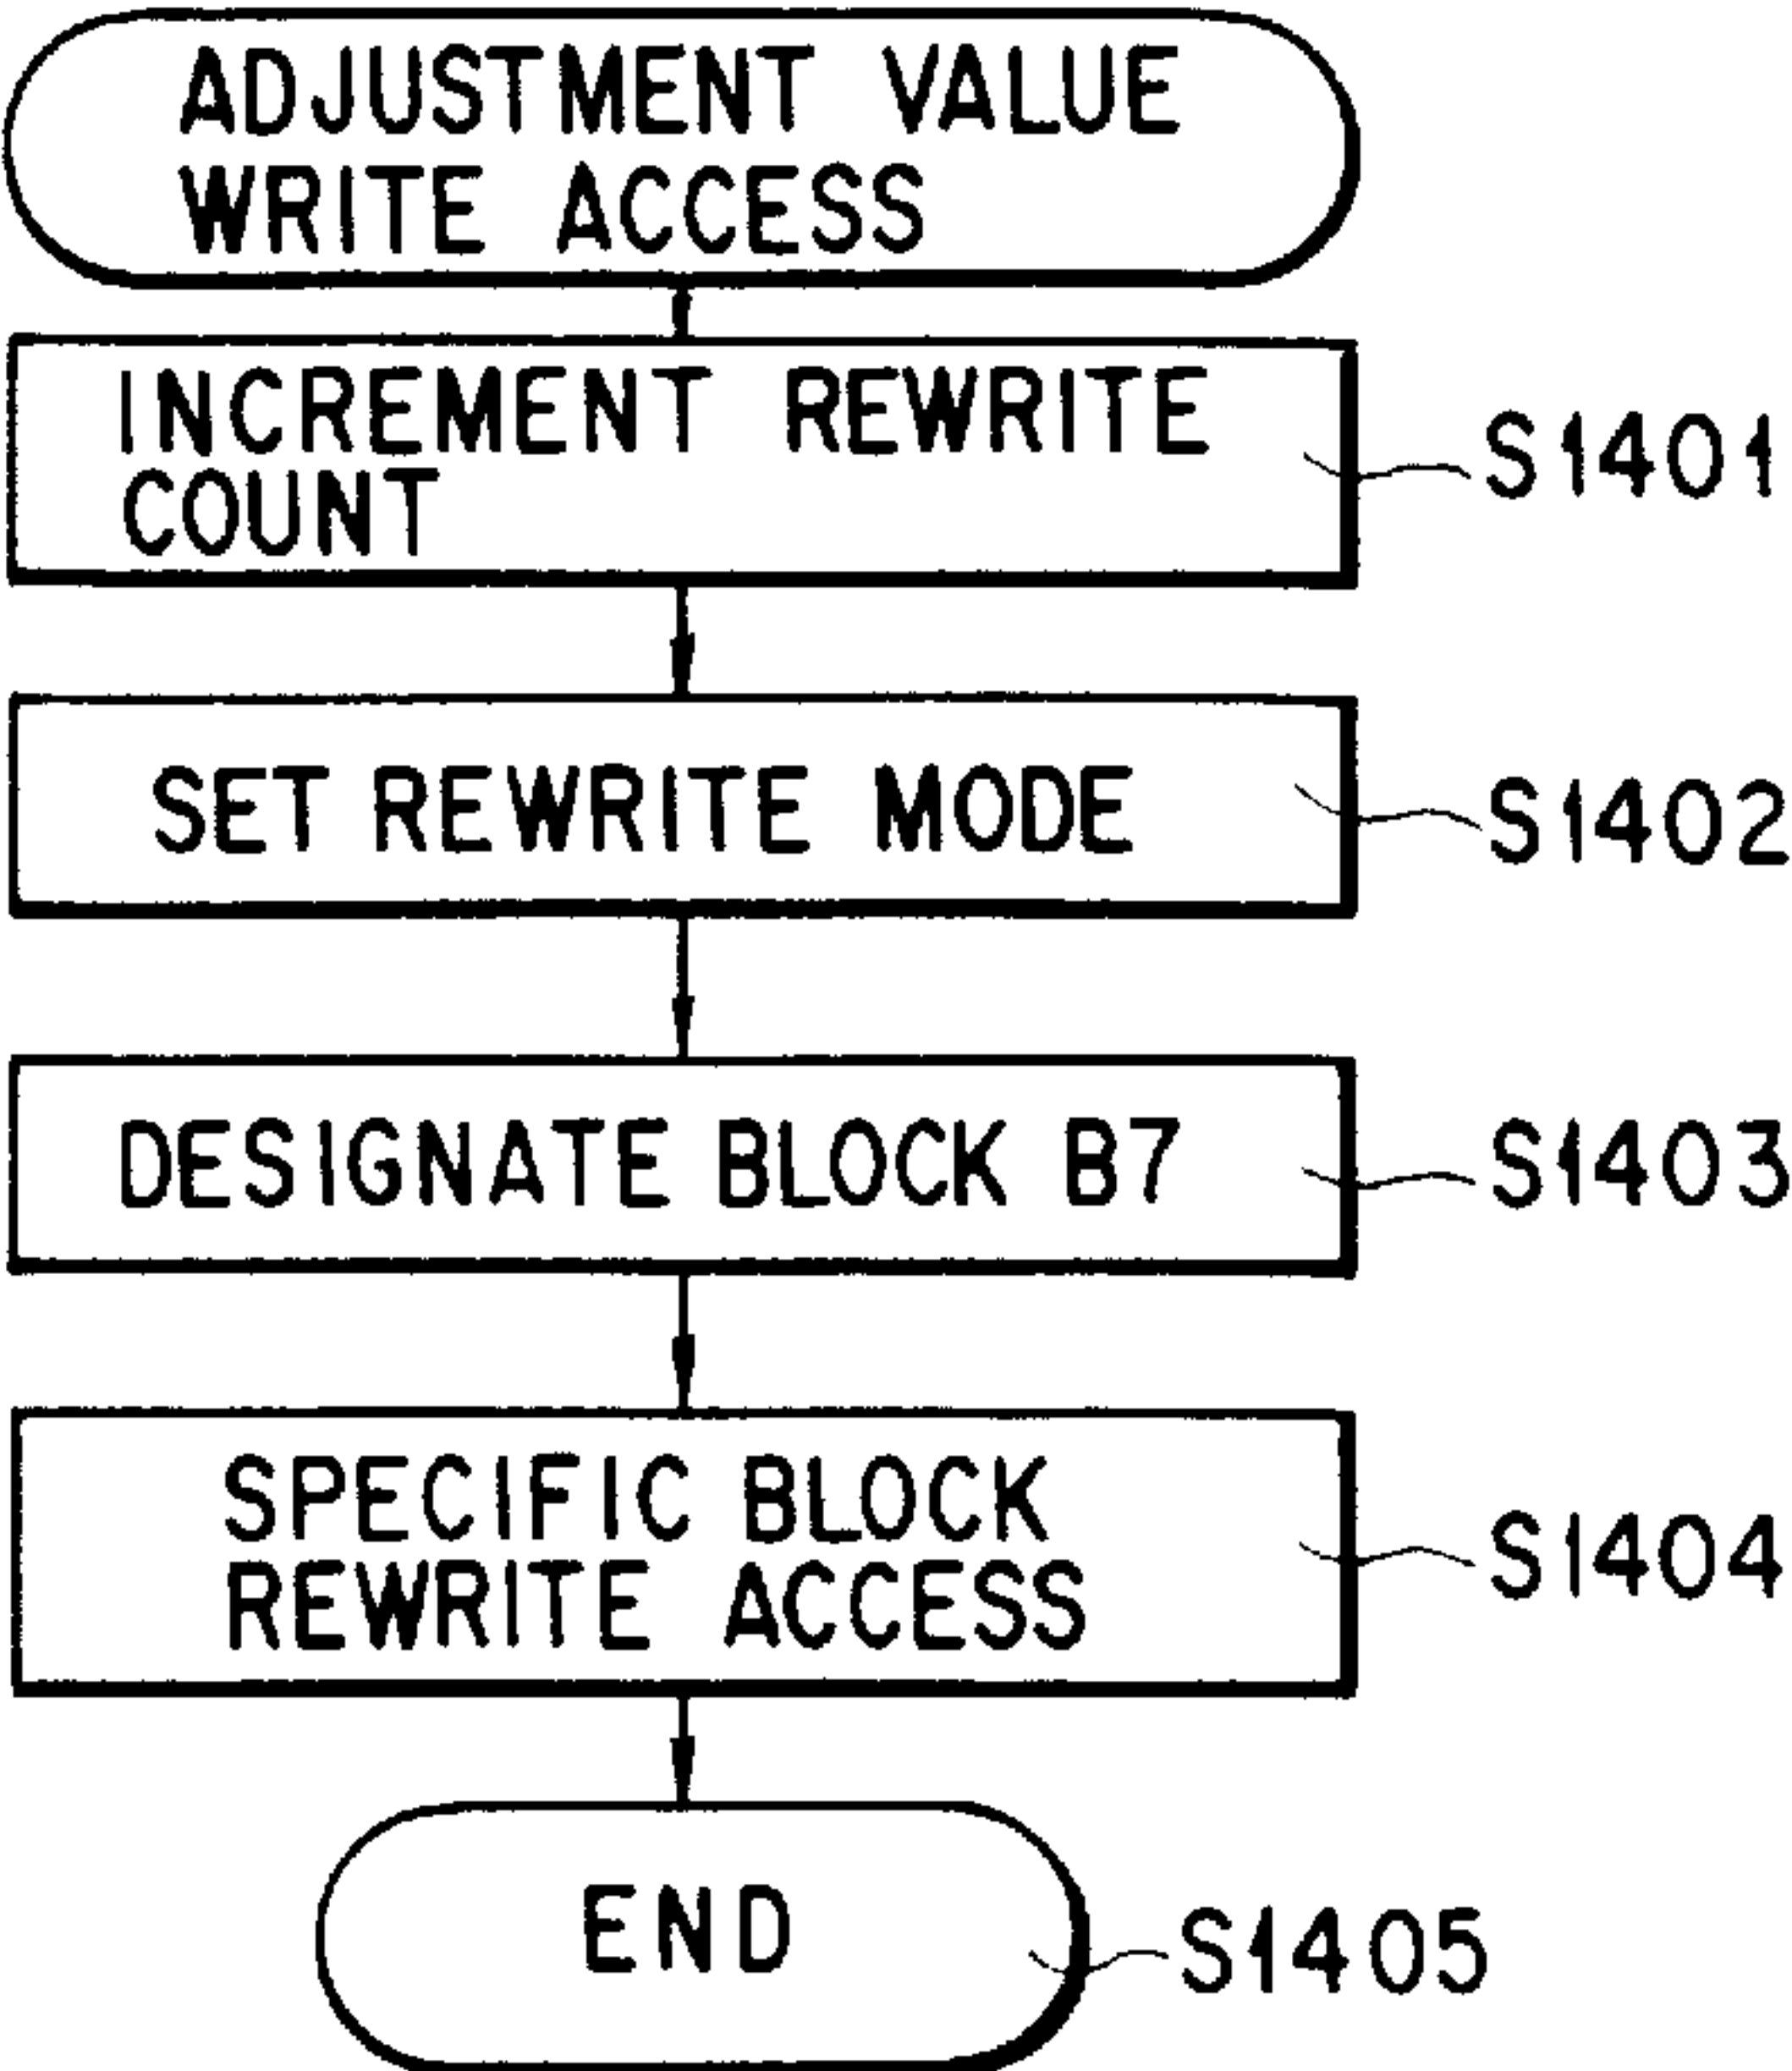 ADJUSTMENT VALUE
WRITE ACCESS
INCREMENT REWRITE
COUNT
S1401
SET REWRITE MODE
S1402
DESIGNATE BLOCK B7
S1403
SPECIFIC BLOCK
REWRITE ACCESS
S1404
END
S1405